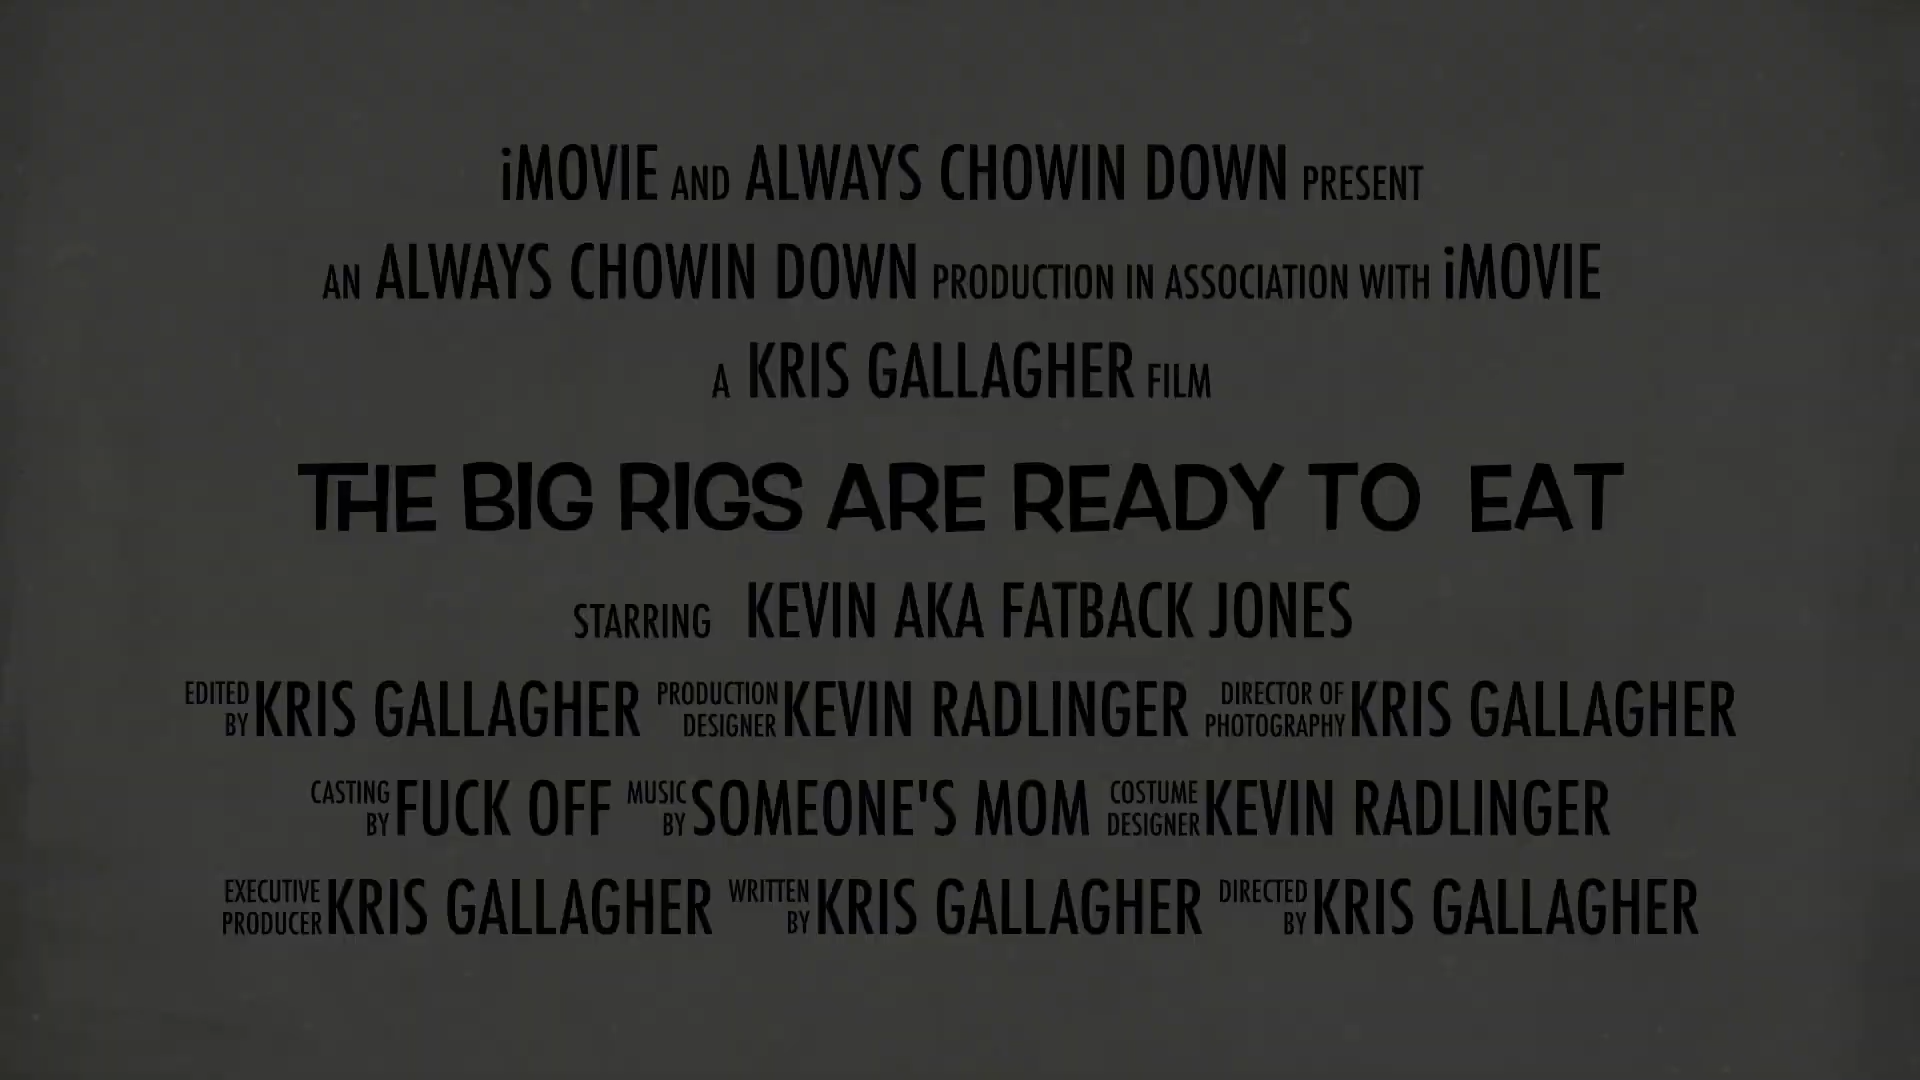 iMOVIE AND ALWAYS CHOWIN DOWN PRESENT
AN ALWAYS CHOWIN DOWN PRODUCTION IN ASSOCIATION WITH iMOVIE
A KRIS GALLAGHER FILM
THE BIG RIGS ARE READY TO EAT
STARRING KEVIN AKA FATBACK JONES
EDITED BY KRIS GALLAGHER PRODUCTION DESIGNER KEVIN RADLINGER DIRECTOR OF PHOTOGRAPHY KRIS GALLAGHER
CASTING BY FUCK OFF MUSIC BY SOMEONE'S MOM COSTUME DESIGNER KEVIN RADLINGER
EXECUTIVE PRODUCER KRIS GALLAGHER WRITTEN BY KRIS GALLAGHER DIRECTED BY KRIS GALLAGHER